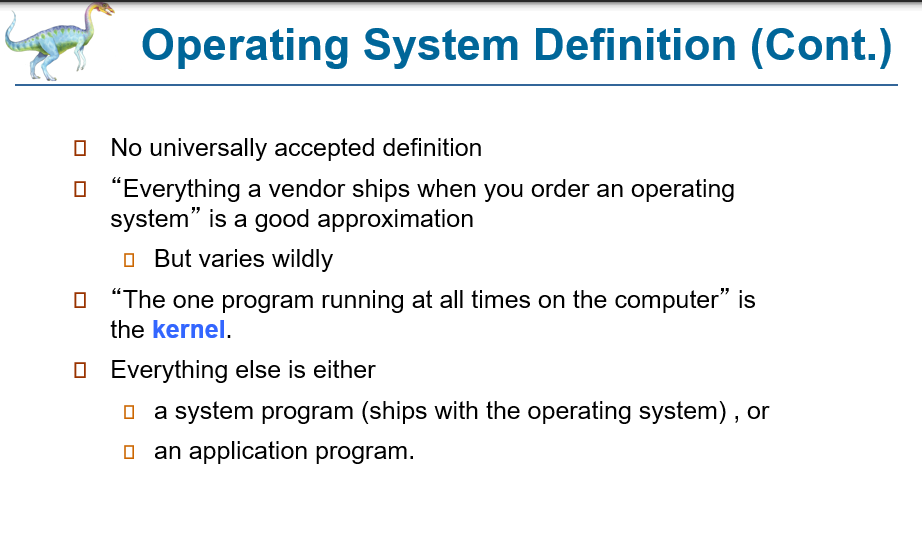 Operating System Definition (Cont.)
No universally accepted definition
“Everything a vendor ships when you order an operating
system” is a good approximation
But varies wildly
“The one program running at all times on the computer” is
the kernel.
Everything else is either
a system program (ships with the operating system) , or
an application program.